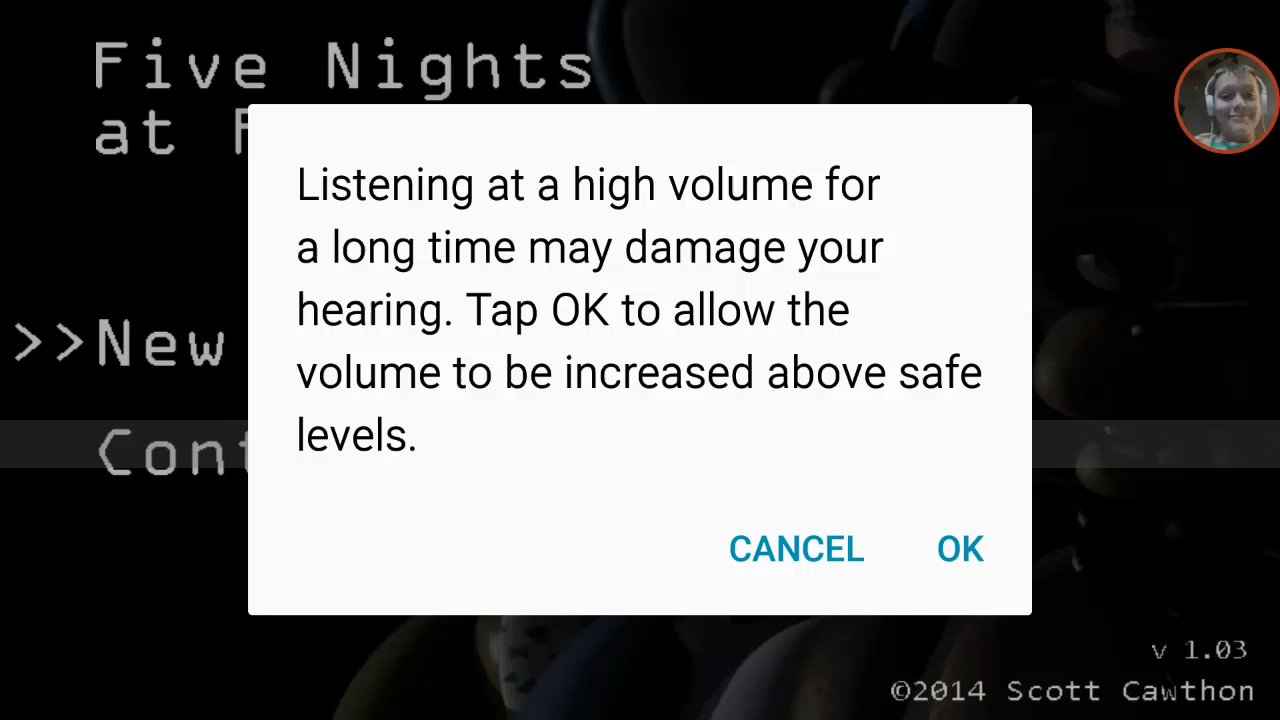 Five Nights
at F
Listening at a high volume for
a long time may damage your
hearing. Tap OK to allow the
volume to be increased above safe
levels.
>>New
Cont
CANCEL OK
v 1.03
©2014 Scott Cawthon